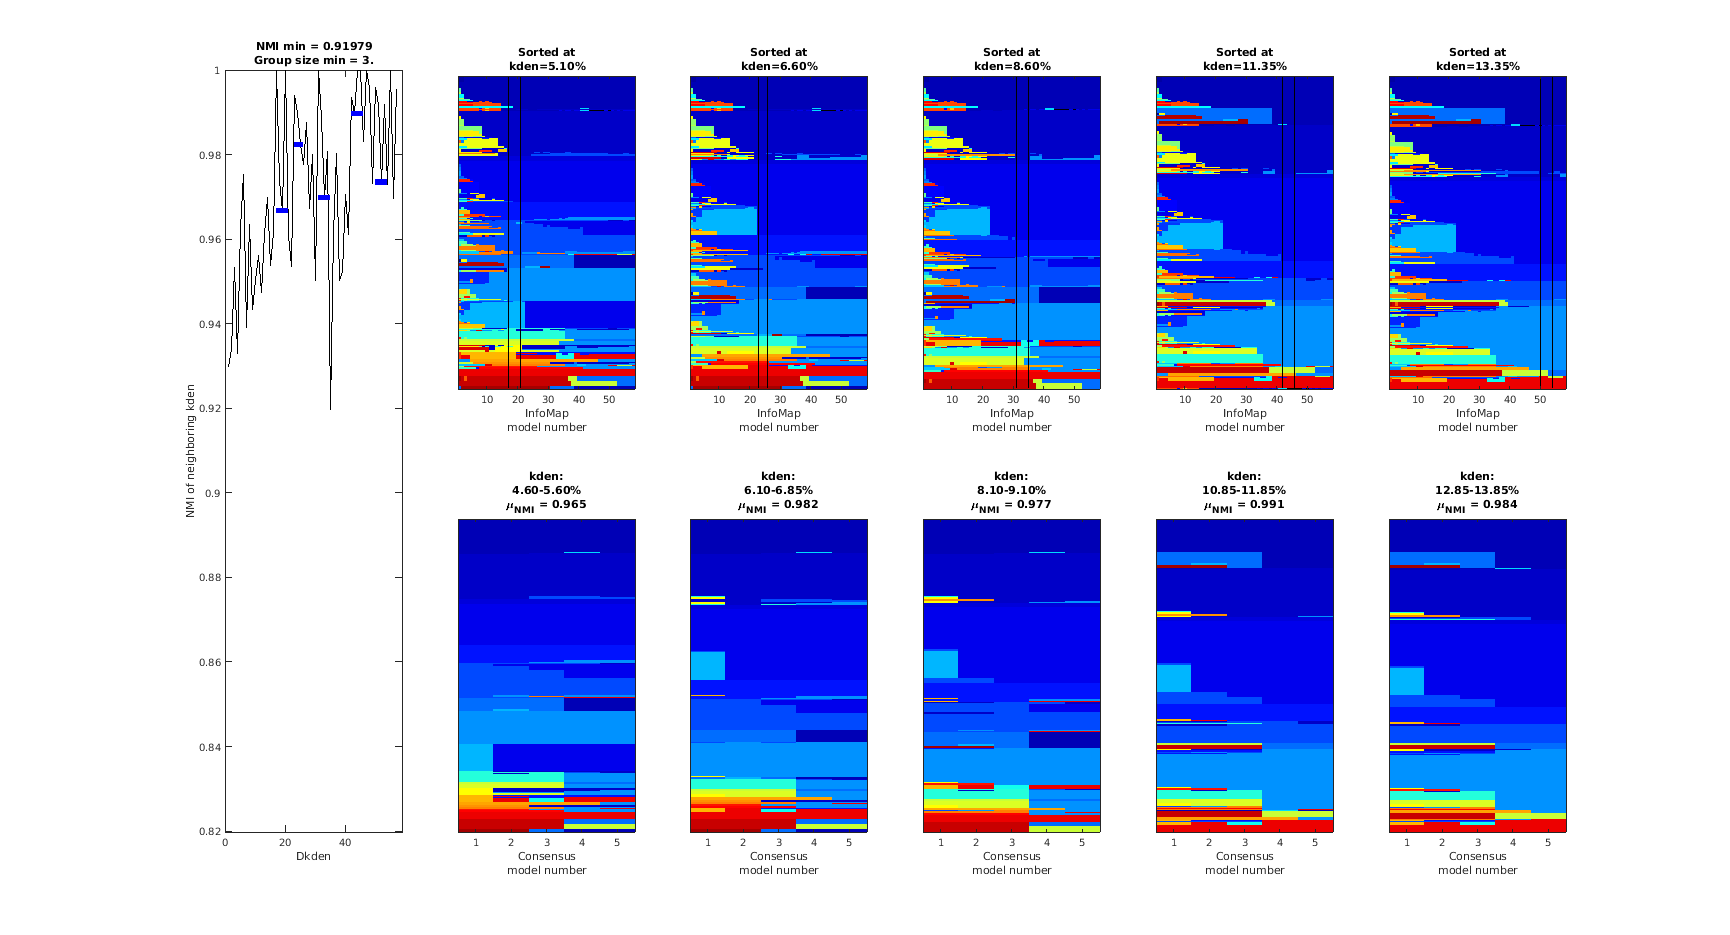 NMI min = 0.91979
Group size min = 3.
1
0.98
0.96
0.94
0.92
0.9
0.88
0.86
0.84
0.82
NMI of neighboring kden
0 20 40
Dkden
Sorted at
kden=5.10%
10 20 30 40 50
InfoMap
model number
Sorted at
kden=6.60%
10 20 30 40 50
InfoMap
model number
Sorted at
kden=8.60%
10 20 30 40 50
InfoMap
model number
Sorted at
kden=11.35%
10 20 30 40 50
InfoMap
model number
Sorted at
kden=13.35%
10 20 30 40 50
InfoMap
model number
kden:
4.60-5.60%
μNMI = 0.965
1 2 3 4 5
Consensus
model number
kden:
6.10-6.85%
μNMI = 0.982
1 2 3 4 5
Consensus
model number
kden:
8.10-9.10%
μNMI = 0.977
1 2 3 4 5
Consensus
model number
kden:
10.85-11.85%
μNMI = 0.991
1 2 3 4 5
Consensus
model number
kden:
12.85-13.85%
μNMI = 0.984
1 2 3 4 5
Consensus
model number